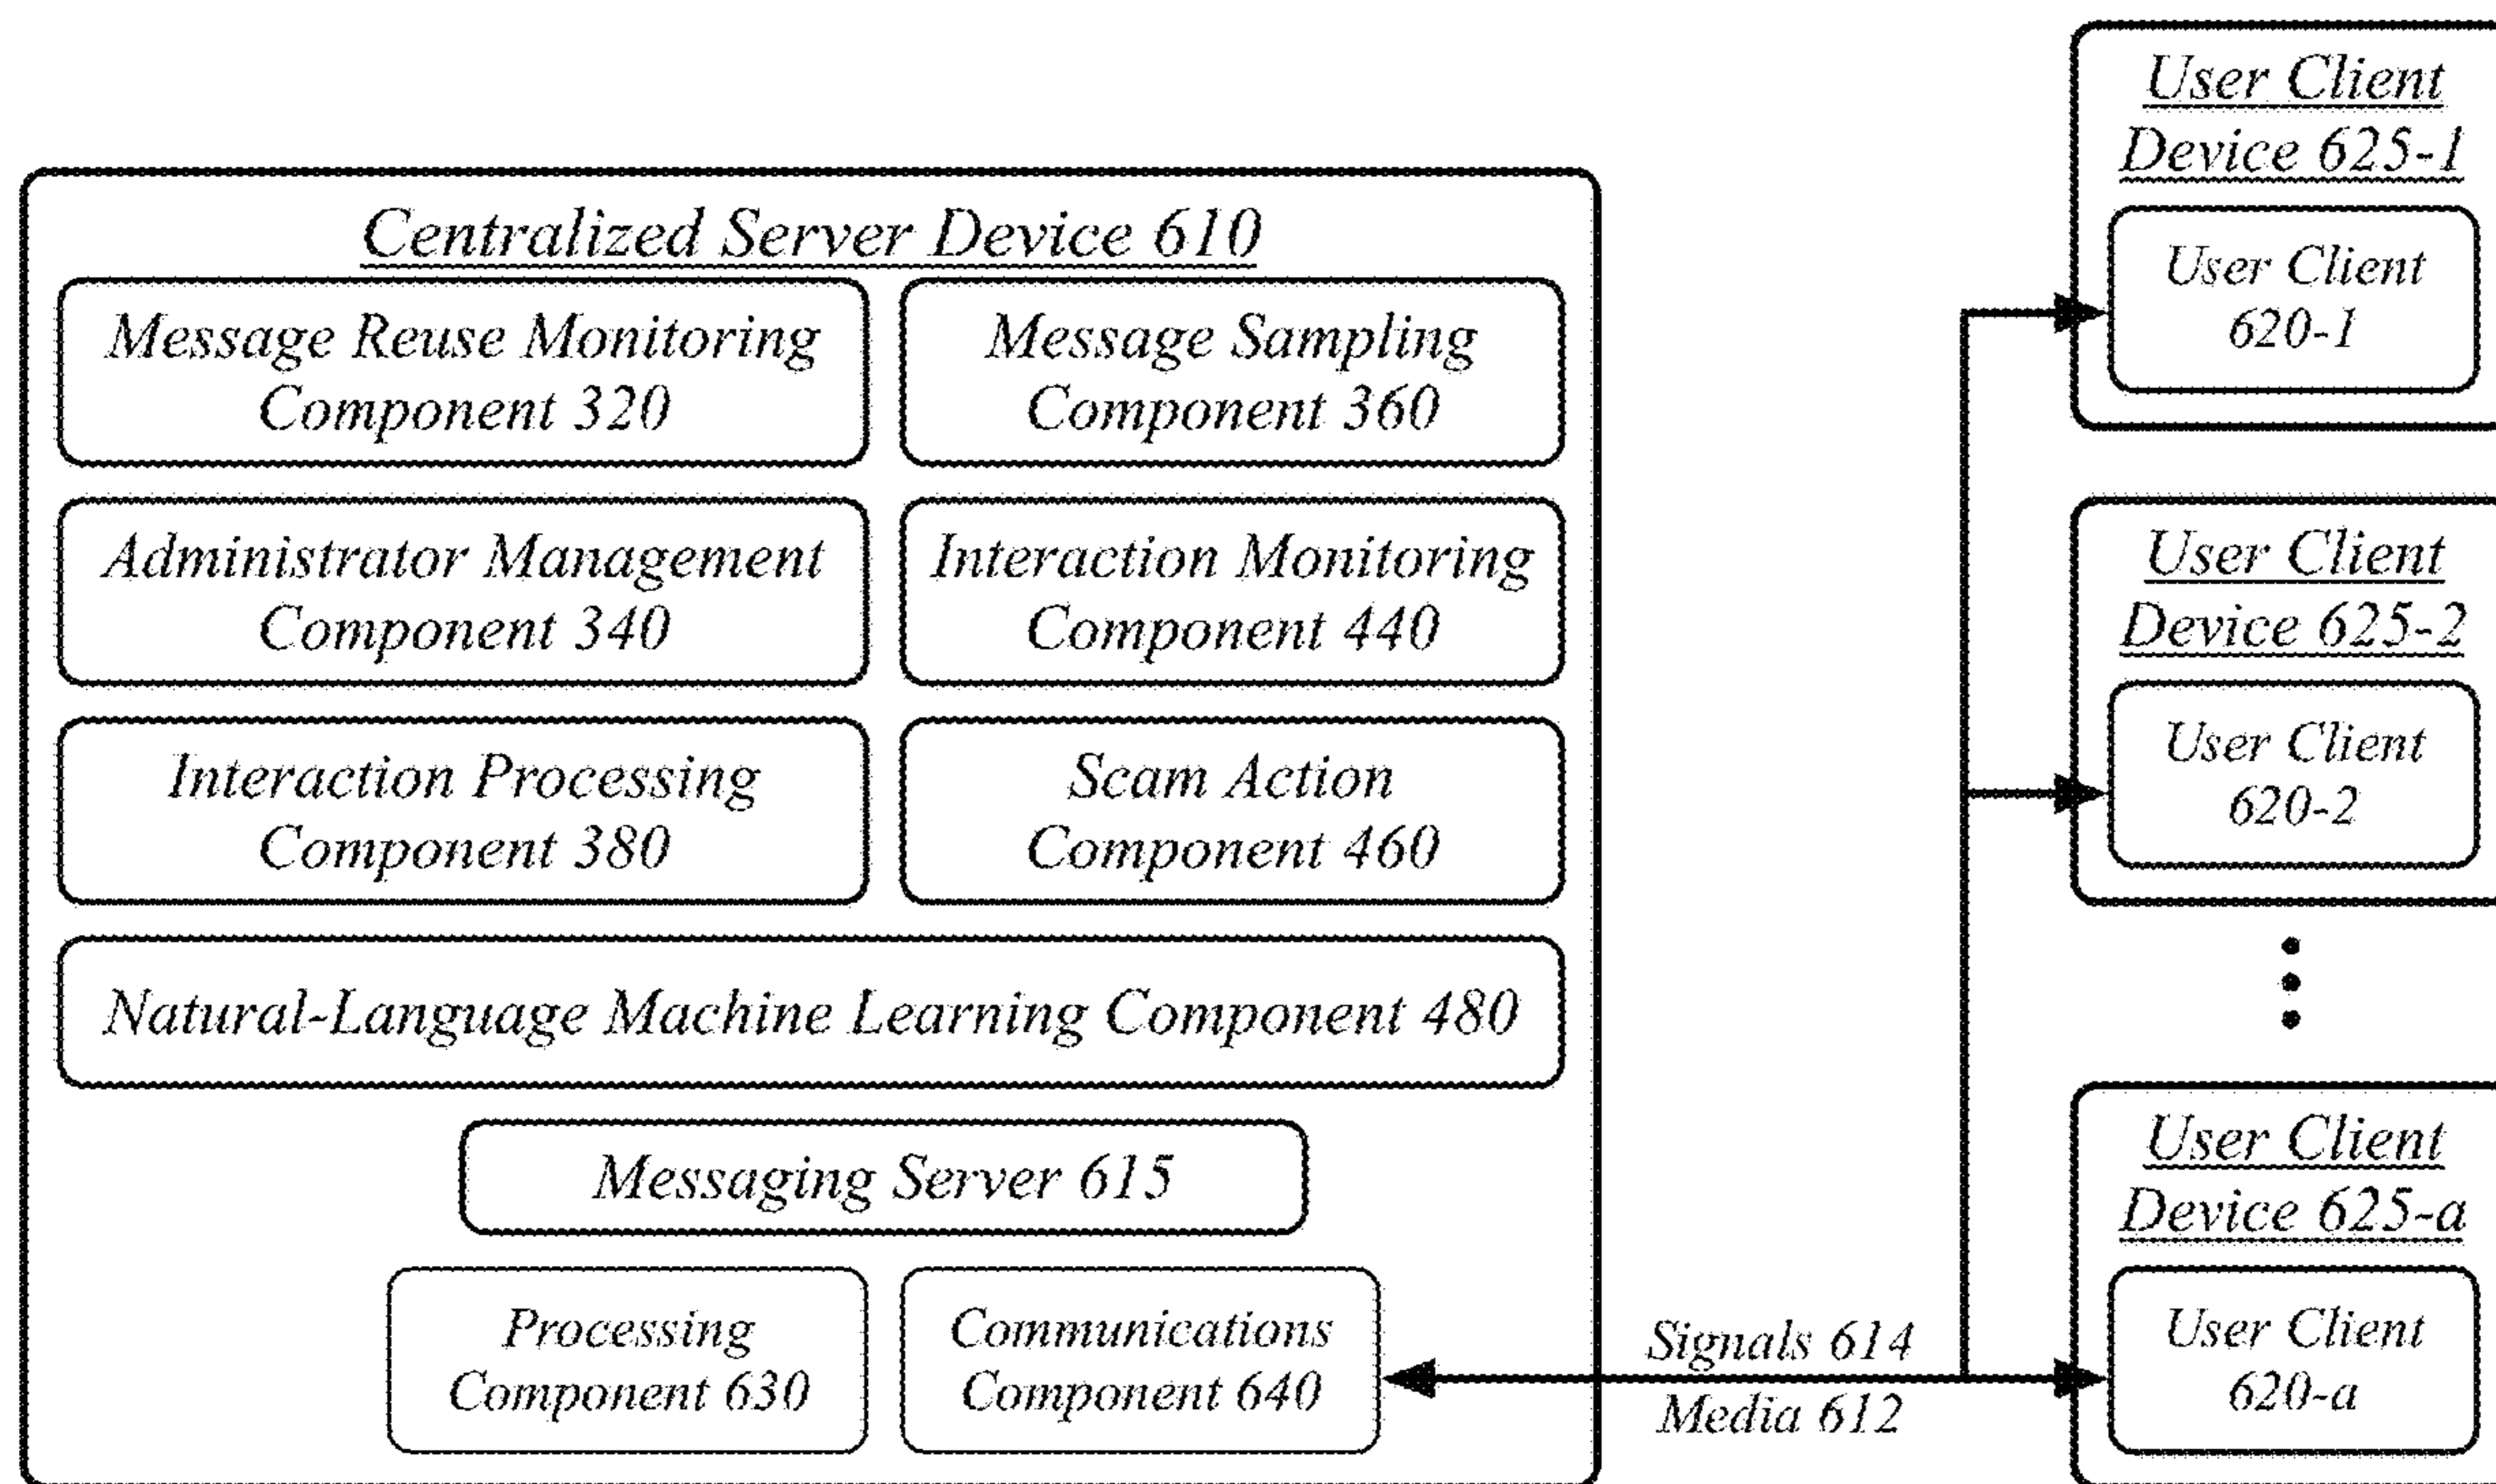 Centralized Server Device 610
Message Reuse Monitoring
Component 320
Message Sampling
Component 360
Administrator Management
Component 340
Interaction Monitoring
Component 440
Interaction Processing
Component 380
Scam Action
Component 460
Natural-Language Machine Learning Component 480
Messaging Server 615
Processing
Component 630
Communications
Component 640
Signals 614
Media 612
User Client
Device 625-1
User Client
620-1
User Client
Device 625-2
User Client
620-2
User Client
Device 625-a
User Client
620-a